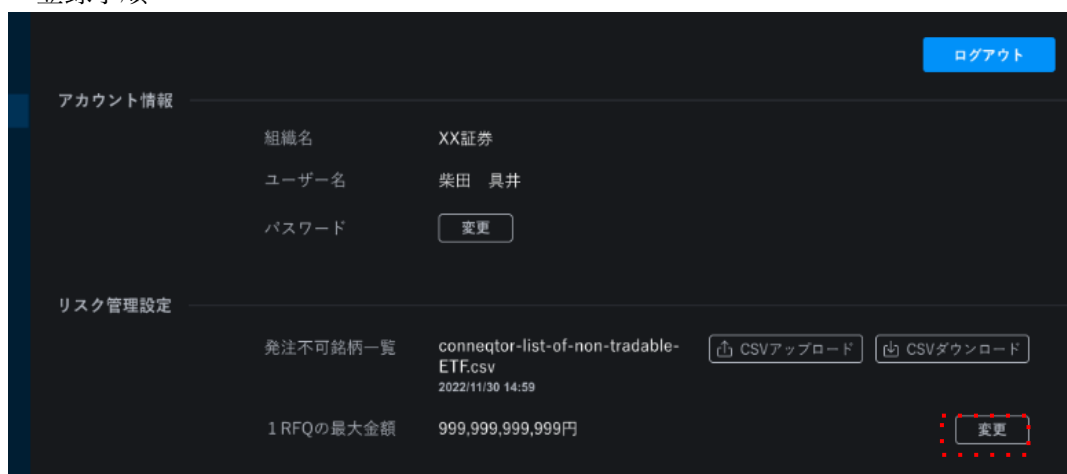 ログアウト
アカウント情報
組織名 XX証券
ユーザー名 柴田 具井
パスワード 変更
リスク管理設定
発注不可銘柄一覧 conneqtor-list-of-non-tradable- CSVアップロード CSVダウンロード
ETF.csv
2022/11/30 14:59
1RFQの最大金額 999,999,999,999円 変更